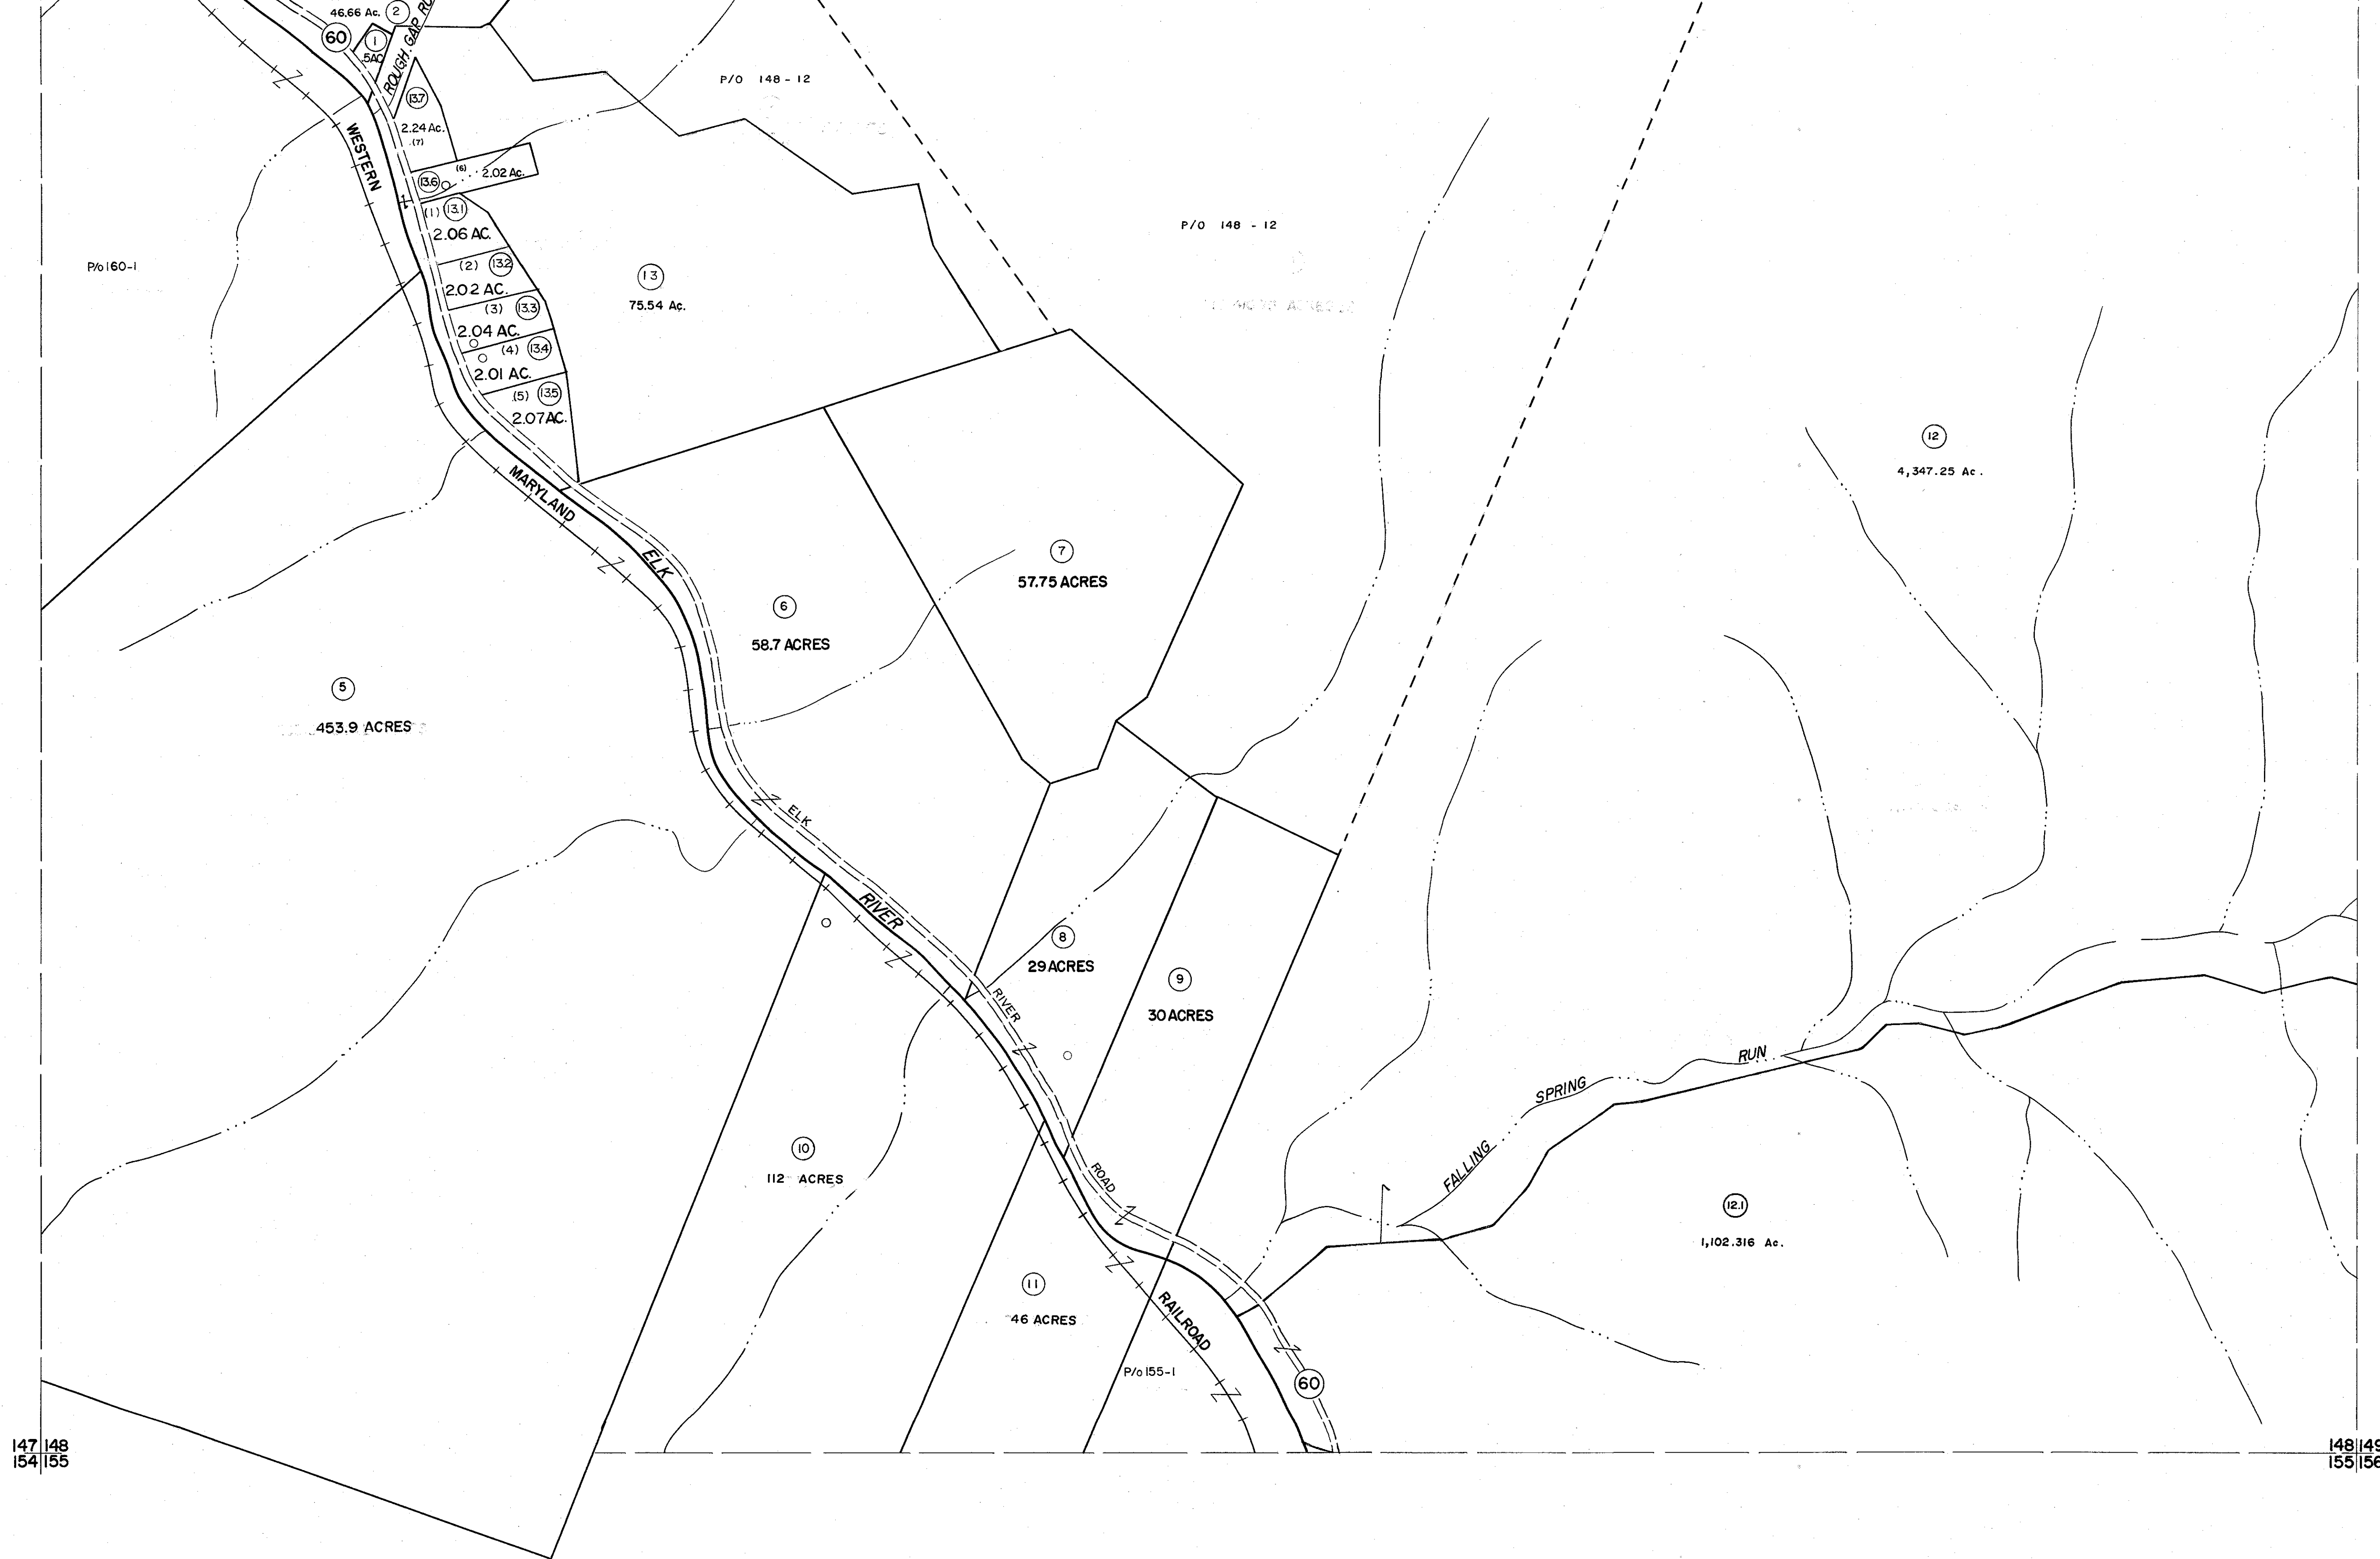 46.66 Ac. 2
60
1
.5AC
ROUGH GAP
13.7
2.24 Ac.
(7)
WESTERN
(6)
13.6
2.02 Ac.
(1) 13.1
2.06 AC.
(2) 13.2
2.02 AC.
(3) 13.3
2.04 AC.
(4) 13.4
2.01 AC.
(5) 13.5
2.07 AC.
P/O 148 - 12
P/O 148 - 12
P/o 160-1
13
75.54 Ac.
12
4,347.25 Ac.
MARYLAND
ELK
7
57.75 ACRES
6
58.7 ACRES
5
453.9 ACRES
ELK
RIVER
8
29 ACRES
9
30 ACRES
RIVER
RUN
SPRING
FALLING
10
112 ACRES
ROAD
12.1
1,102.316 Ac.
11
46 ACRES
RAILROAD
P/o 155-1
60
147 148
154 155
148 149
155 156